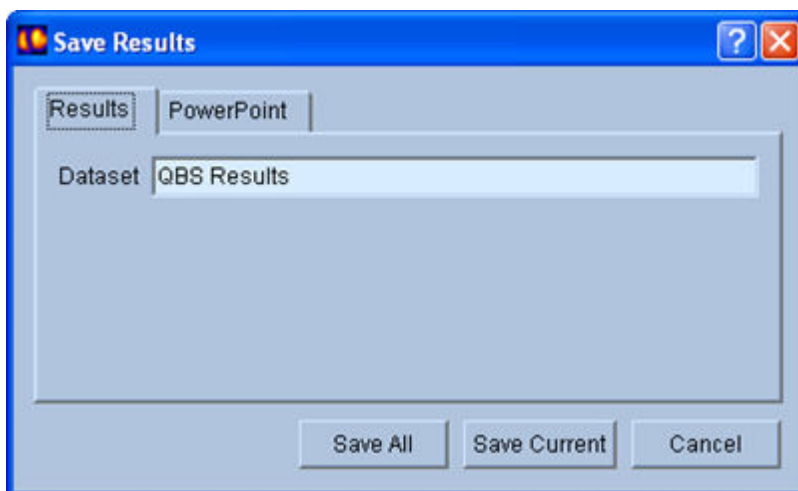 Save Results
?
Results PowerPoint
Dataset QBS Results
Save All Save Current Cancel